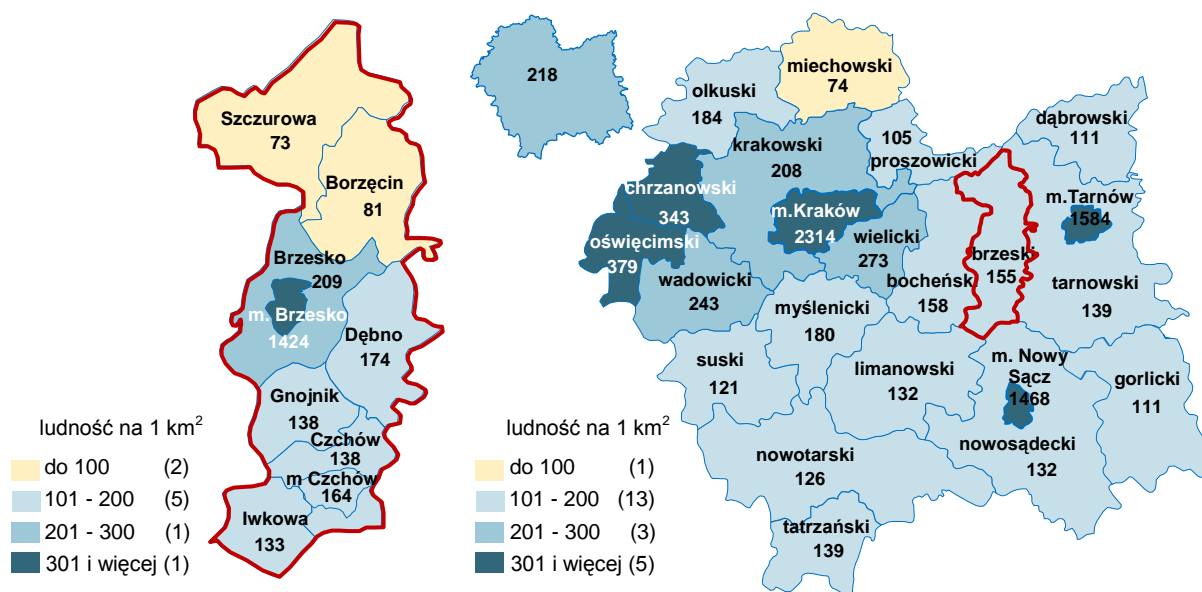 Szczurowa
73
Borzęcin
81
Brzesko
209
m. Brzesko
1424
Dębno
174
Gnojnik
138
Czchów
138
m Czchów
164
Iwkowa
133
ludność na 1 km²
do 100 (2)
101 - 200 (5)
201 - 300 (1)
301 i więcej (1)
218
miechowski
74
olkuski
184
krakowski
208
105
proszowicki
dąbrowski
111
chrzanowski
343
m.Kraków
2314
m.Tarnów
1584
oświęcimski
379
wielicki
273
brzeski
155
wadowicki
243
bocheńsk
158
tarnowski
139
myślenicki
180
suski
121
limanowski
132
m. Nowy
Sącz
1468
gorlicki
111
nowotarski
126
nowosądecki
132
tatrzański
139
ludność na 1 km²
do 100 (1)
101 - 200 (13)
201 - 300 (3)
301 i więcej (5)